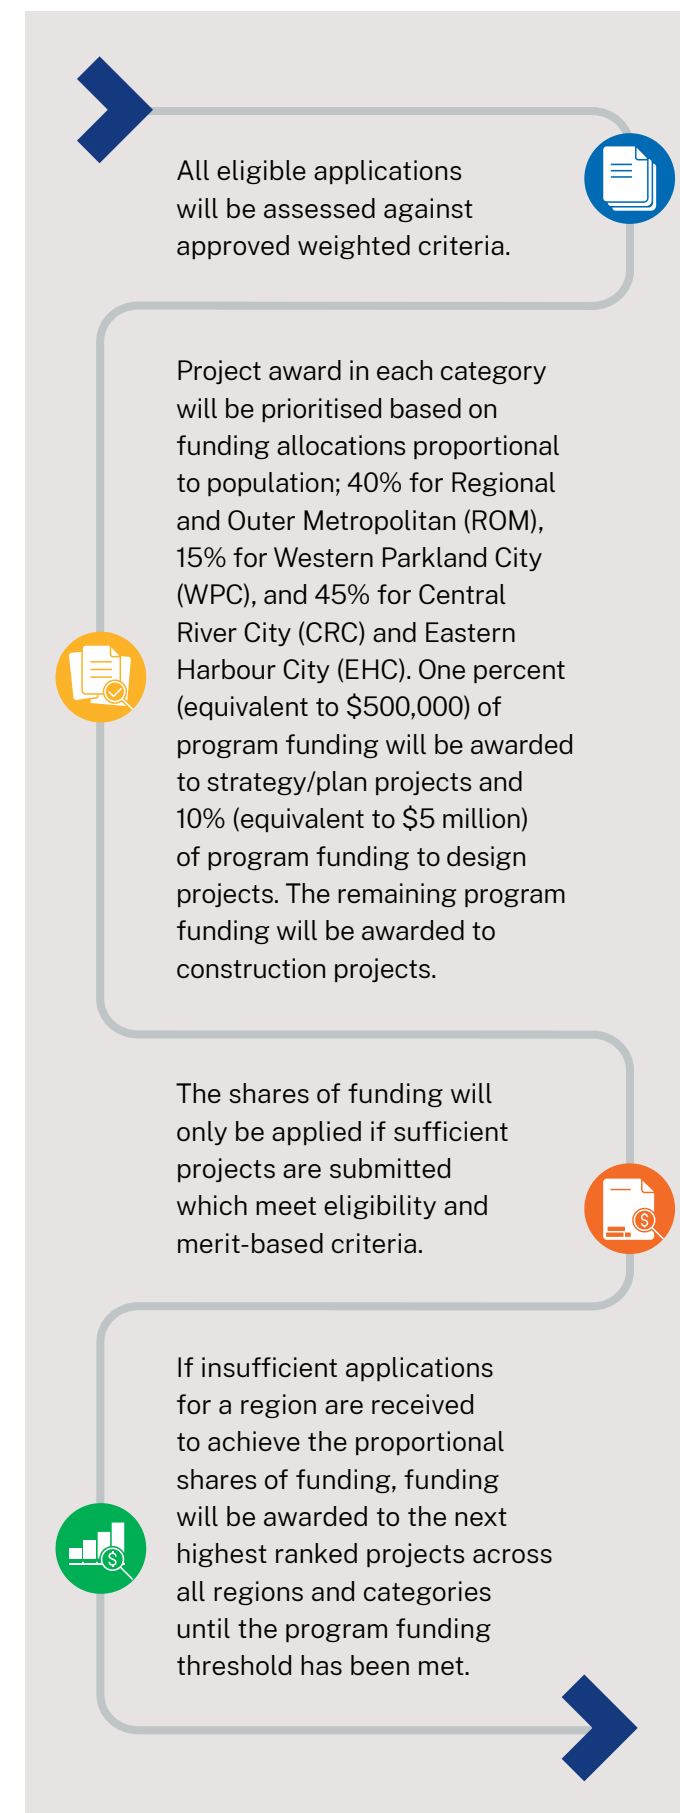 All eligible applications
will be assessed against
approved weighted criteria.
Project award in each category
will be prioritised based on
funding allocations proportional
to population; 40% for Regional
and Outer Metropolitan (ROM),
15% for Western Parkland City
(WPC), and 45% for Central
River City (CRC) and Eastern
Harbour City (EHC). One percent
(equivalent to $500,000) of
program funding will be awarded
to strategy/plan projects and
10% (equivalent to $5 million)
of program funding to design
projects. The remaining program
funding will be awarded to
construction projects.
The shares of funding will
only be applied if sufficient
projects are submitted
which meet eligibility and
merit-based criteria.
If insufficient applications
for a region are received
to achieve the proportional
shares of funding, funding
will be awarded to the next
highest ranked projects across
all regions and categories
until the program funding
threshold has been met.